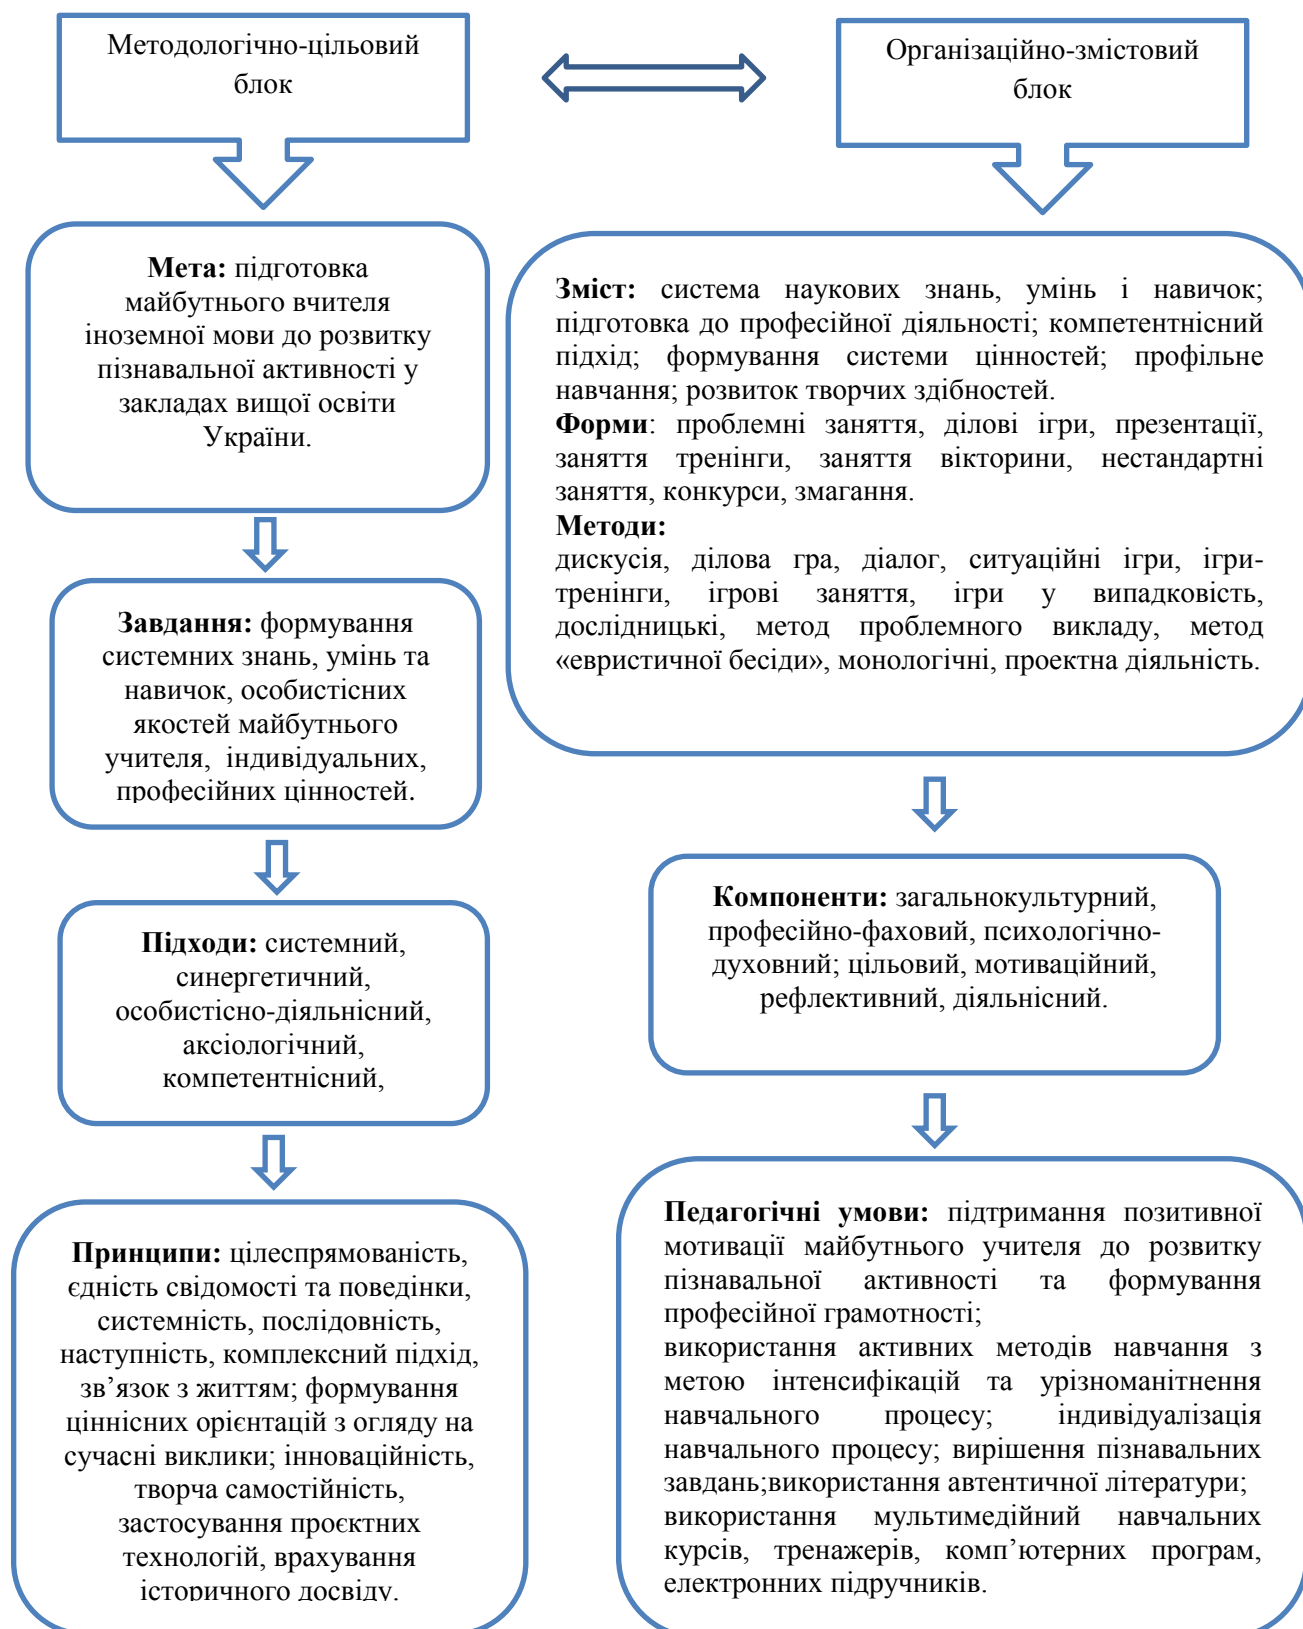 Методологічно-цільовий
блок
Організаційно-змістовий
блок
Мета: підготовка
майбутнього вчителя
іноземної мови до розвитку
пізнавальної активності у
закладах вищої освіти
України.
Завдання: формування
системних знань, умінь та
навичок, особистісних
якостей майбутнього
учителя, індивідуальних,
професійних цінностей.
Підходи: системний,
синергетичний,
особистісно-діяльнісний,
аксіологічний,
компетентнісний,
Принципи: цілеспрямованість,
єдність свідомості та поведінки,
системність, послідовність,
наступність, комплексний підхід,
зв’язок з життям; формування
ціннісних орієнтацій з огляду на
сучасні виклики; інноваційність,
творча самостійність,
застосування проєктних
технологій, врахування
історичного досвіду.
Зміст: система наукових знань, умінь і навичок;
підготовка до професійної діяльності; компетентнісний
підхід; формування системи цінностей; профільне
навчання; розвиток творчих здібностей.
Форми: проблемні заняття, ділові ігри, презентації,
заняття тренінги, заняття вікторини, нестандартні
заняття, конкурси, змагання.
Методи:
дискусія, ділова гра, діалог, ситуаційні ігри, ігри-
тренінги, ігрові заняття, ігри у випадковість,
дослідницькі, метод проблемного викладу, метод
«евристичної бесіди», монологічні, проектна діяльність.
Компоненти: загальнокультурний,
професійно-фаховий, психологічно-
духовний; цільовий, мотиваційний,
рефлективний, діяльнісний.
Педагогічні умови: підтримання позитивної
мотивації майбутнього учителя до розвитку
пізнавальної активності та формування
професійної грамотності;
використання активних методів навчання з
метою інтенсифікацій та урізноманітнення
навчального процесу; індивідуалізація
навчального процесу; вирішення пізнавальних
завдань;використання автентичної літератури;
використання мультимедійний навчальних
курсів, тренажерів, комп’ютерних програм,
електронних підручників.